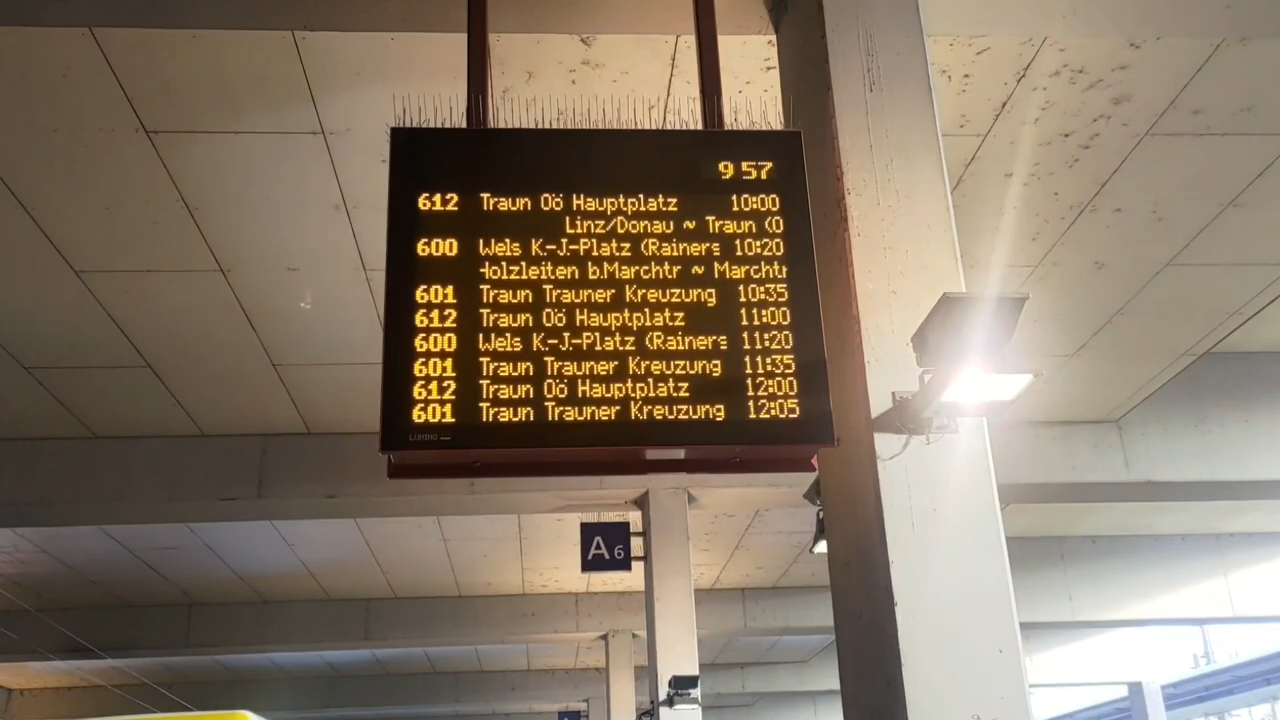 9 57
612 Traun Oö Hauptplatz 10:00
Linz/Donau ~ Traun (O
600 Wels K.-J.-Platz (Rainers 10:20
Holzleiten b.Marchtr ~ Marchtr
601 Traun Trauner Kreuzung 10:35
612 Traun Oö Hauptplatz 11:00
600 Wels K.-J.-Platz (Rainers 11:20
601 Traun Trauner Kreuzung 11:35
612 Traun Oö Hauptplatz 12:00
601 Traun Trauner Kreuzung 12:05
LUMINO
A6